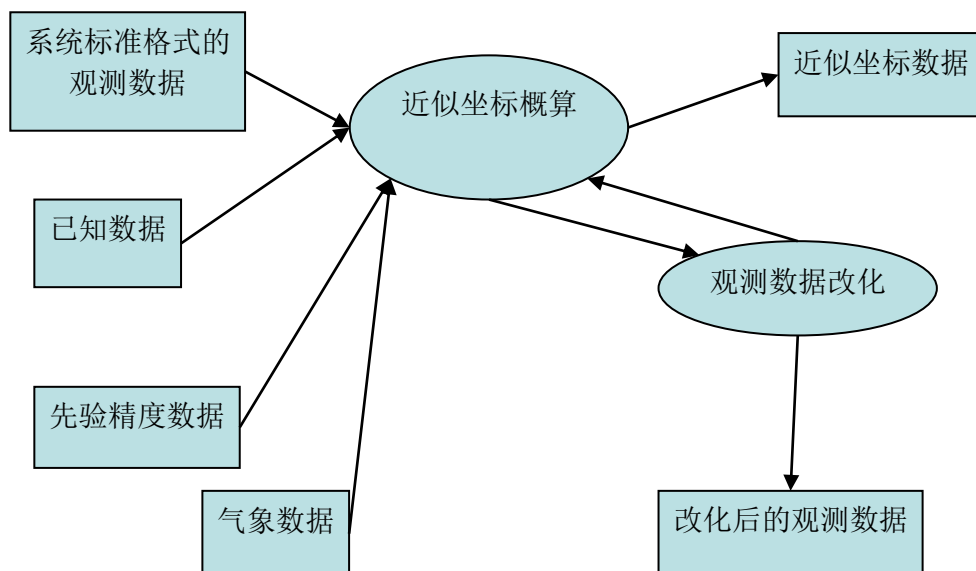 系统标准格式的
观测数据
近似坐标概算
近似坐标数据
已知数据
观测数据改化
先验精度数据
气象数据
改化后的观测数据